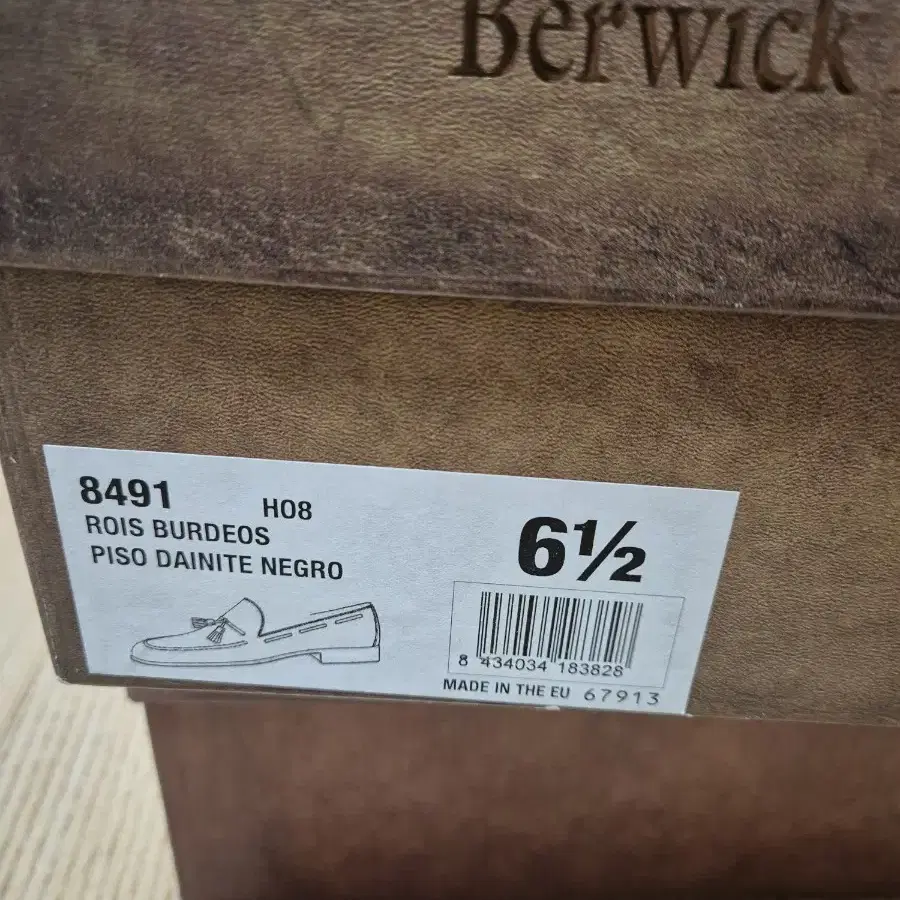 Berwick
8491
H08
ROIS BURDEOS
PISO DAINITE NEGRO
6½
8 434034 183828
MADE IN THE EU 67913